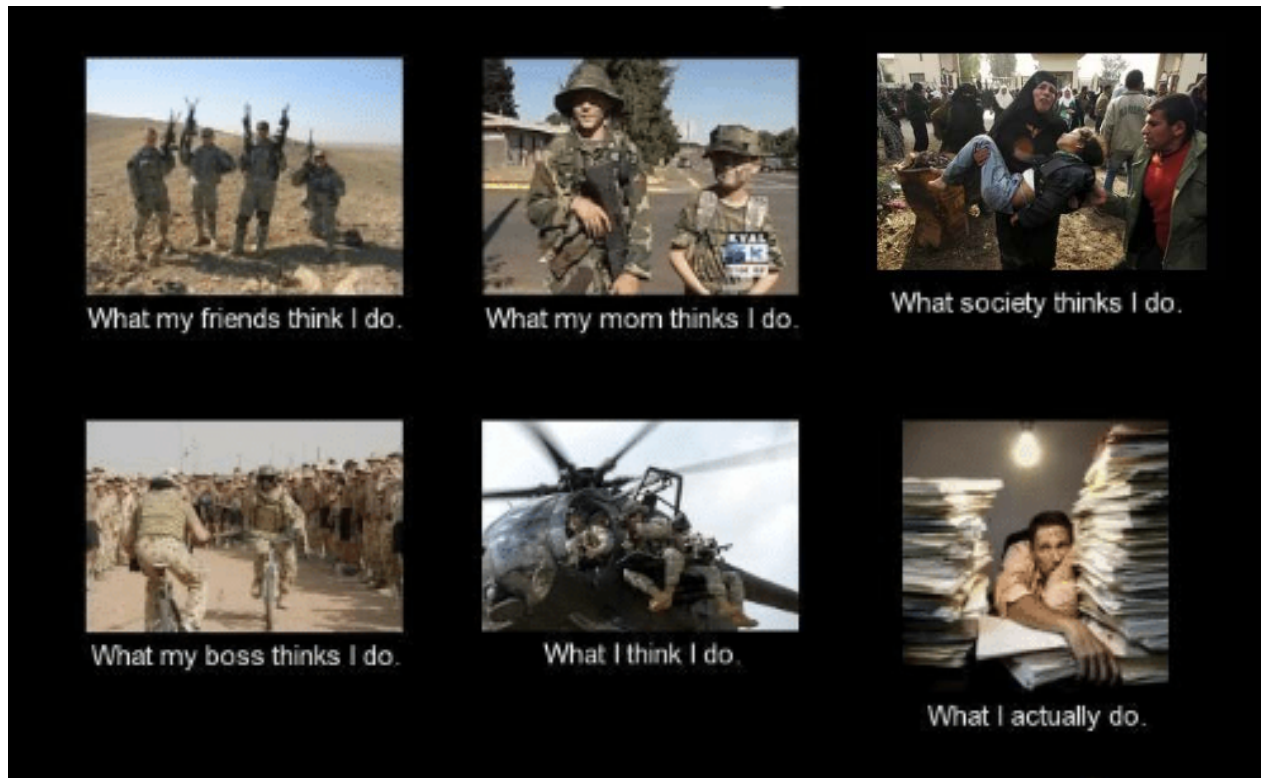 What my friends think I do.
What my mom thinks I do.
What society thinks I do.
What my boss thinks I do.
What I think I do.
What I actually do.